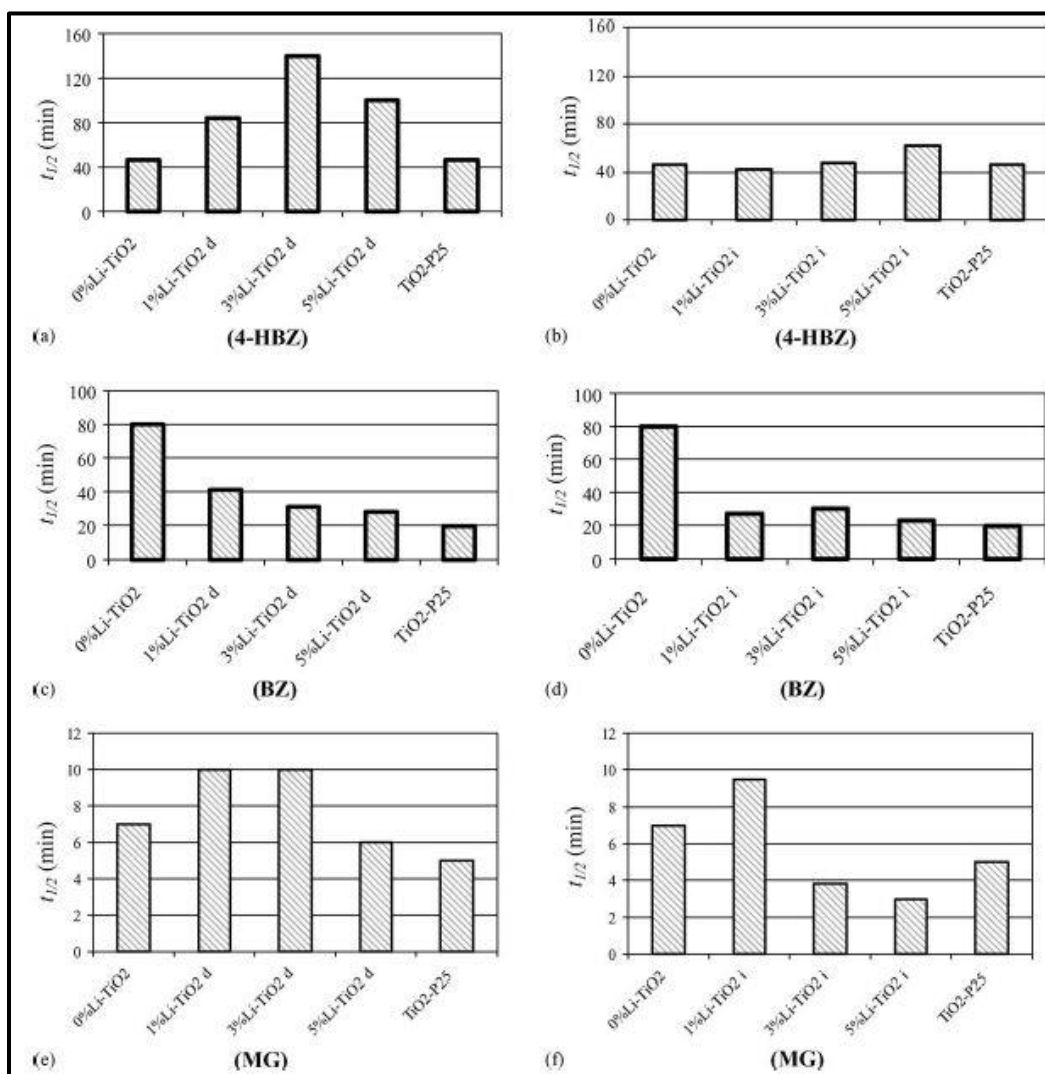 160
120
80
40
0
t1/2 (min)
0%Li-TiO2
1%Li-TiO2 d
3%Li-TiO2 d
5%Li-TiO2 d
TiO2-P25
(a)
(4-HBZ)
160
120
80
40
0
t1/2 (min)
0%Li-TiO2
1%Li-TiO2 i
3%Li-TiO2 i
5%Li-TiO2 i
TiO2-P25
(b)
(4-HBZ)
100
80
60
40
20
0
t1/2 (min)
0%Li-TiO2
1%Li-TiO2 d
3%Li-TiO2 d
5%Li-TiO2 d
TiO2-P25
(c)
(BZ)
100
80
60
40
20
0
t1/2 (min)
0%Li-TiO2
1%Li-TiO2 i
3%Li-TiO2 i
5%Li-TiO2 i
TiO2-P25
(d)
(BZ)
12
10
8
6
4
2
0
t1/2 (min)
0%Li-TiO2
1%Li-TiO2 d
3%Li-TiO2 d
5%Li-TiO2 d
TiO2-P25
(e)
(MG)
12
10
8
6
4
2
0
t1/2 (min)
0%Li-TiO2
1%Li-TiO2 i
3%Li-TiO2 i
5%Li-TiO2 i
TiO2-P25
(f)
(MG)